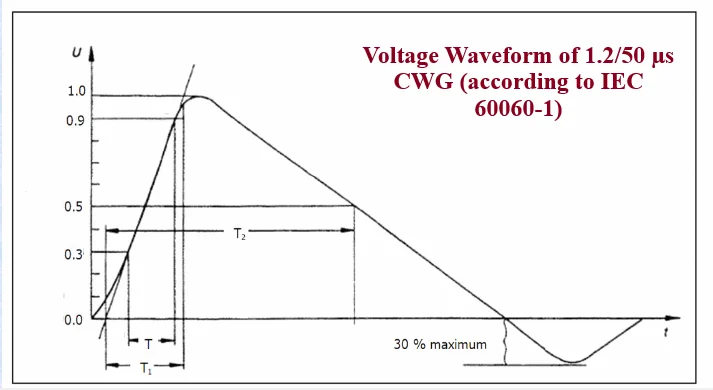 Voltage Waveform of 1.2/50 μs
CWG (according to IEC
60060-1)
U
1.0
0.9
0.5
T₂
0.3
0.0
t
T
30 % maximum
T₁